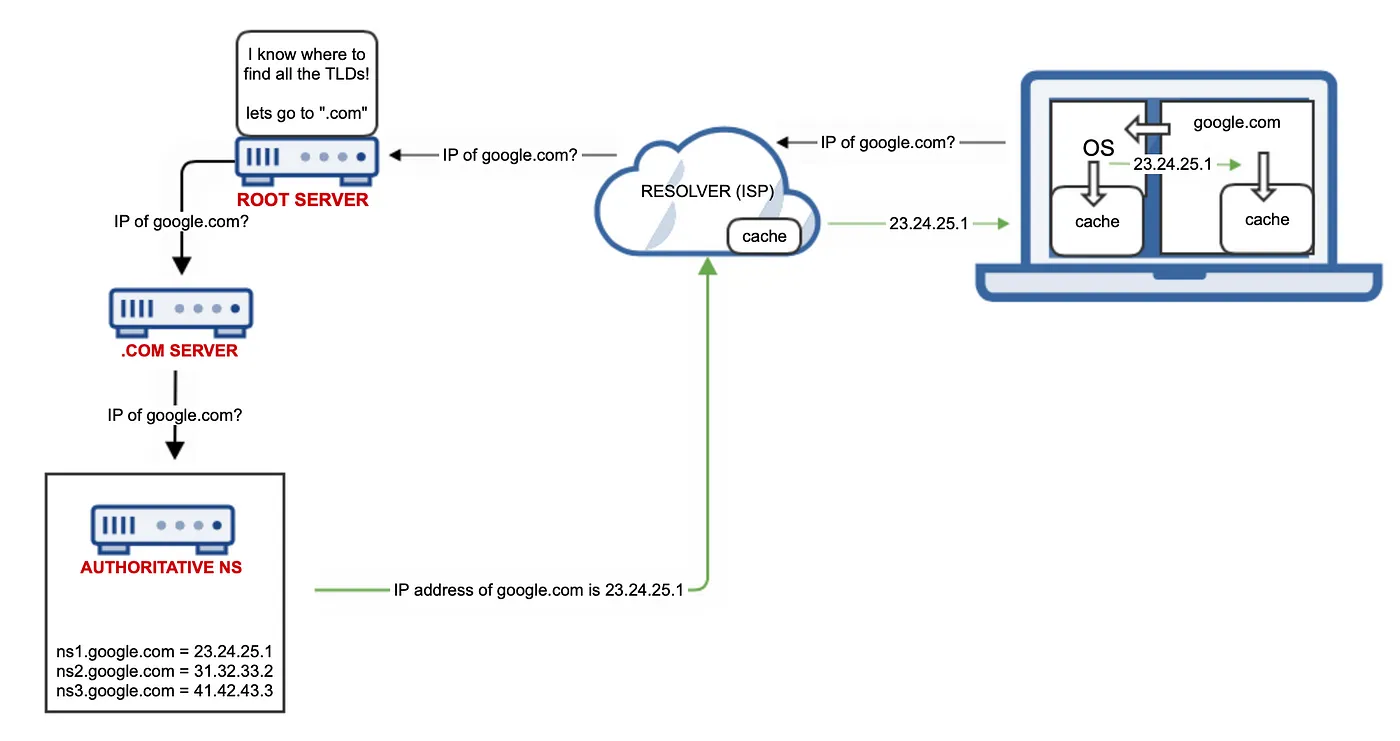 I know where to
find all the TLDs!
lets go to ".com"
ROOT SERVER
IP of google.com?
RESOLVER (ISP)
cache
IP of google.com?
23.24.25.1
google.com
OS
23.24.25.1
cache
cache
IP of google.com?
.COM SERVER
IP of google.com?
AUTHORITATIVE NS
IP address of google.com is 23.24.25.1
ns1.google.com = 23.24.25.1
ns2.google.com = 31.32.33.2
ns3.google.com = 41.42.43.3